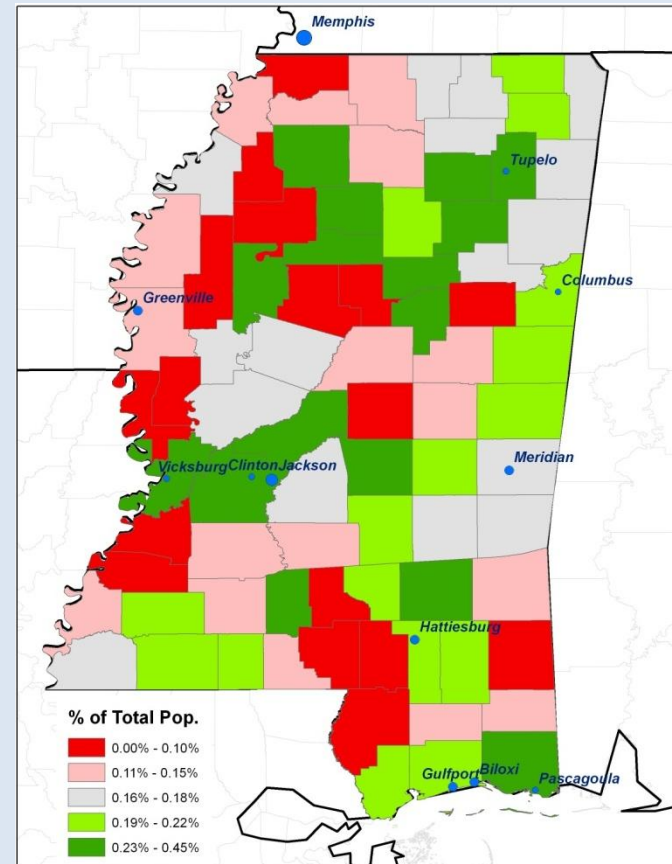 Memphis
Tupelo
Columbus
Greenville
Vicksburg
Clinton
Jackson
Meridian
Hattiesburg
Gulfport
Biloxi
Pascagoula
% of Total Pop.
0.00% - 0.10%
0.11% - 0.15%
0.16% - 0.18%
0.19% - 0.22%
0.23% - 0.45%